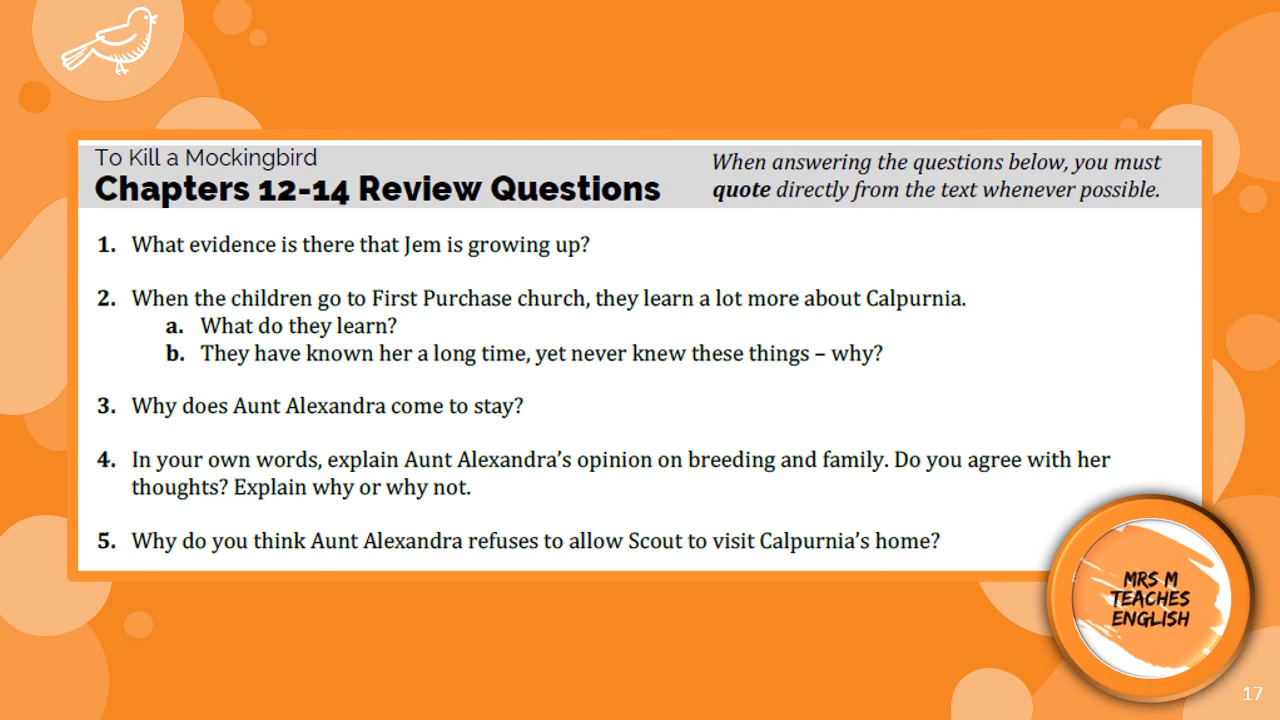 To Kill a Mockingbird
Chapters 12-14 Review Questions
When answering the questions below, you must
quote directly from the text whenever possible.
1. What evidence is there that Jem is growing up?
2. When the children go to First Purchase church, they learn a lot more about Calpurnia.
a. What do they learn?
b. They have known her a long time, yet never knew these things – why?
3. Why does Aunt Alexandra come to stay?
4. In your own words, explain Aunt Alexandra’s opinion on breeding and family. Do you agree with her
thoughts? Explain why or why not.
5. Why do you think Aunt Alexandra refuses to allow Scout to visit Calpurnia’s home?
MRS M
TEACHES
ENGLISH
17